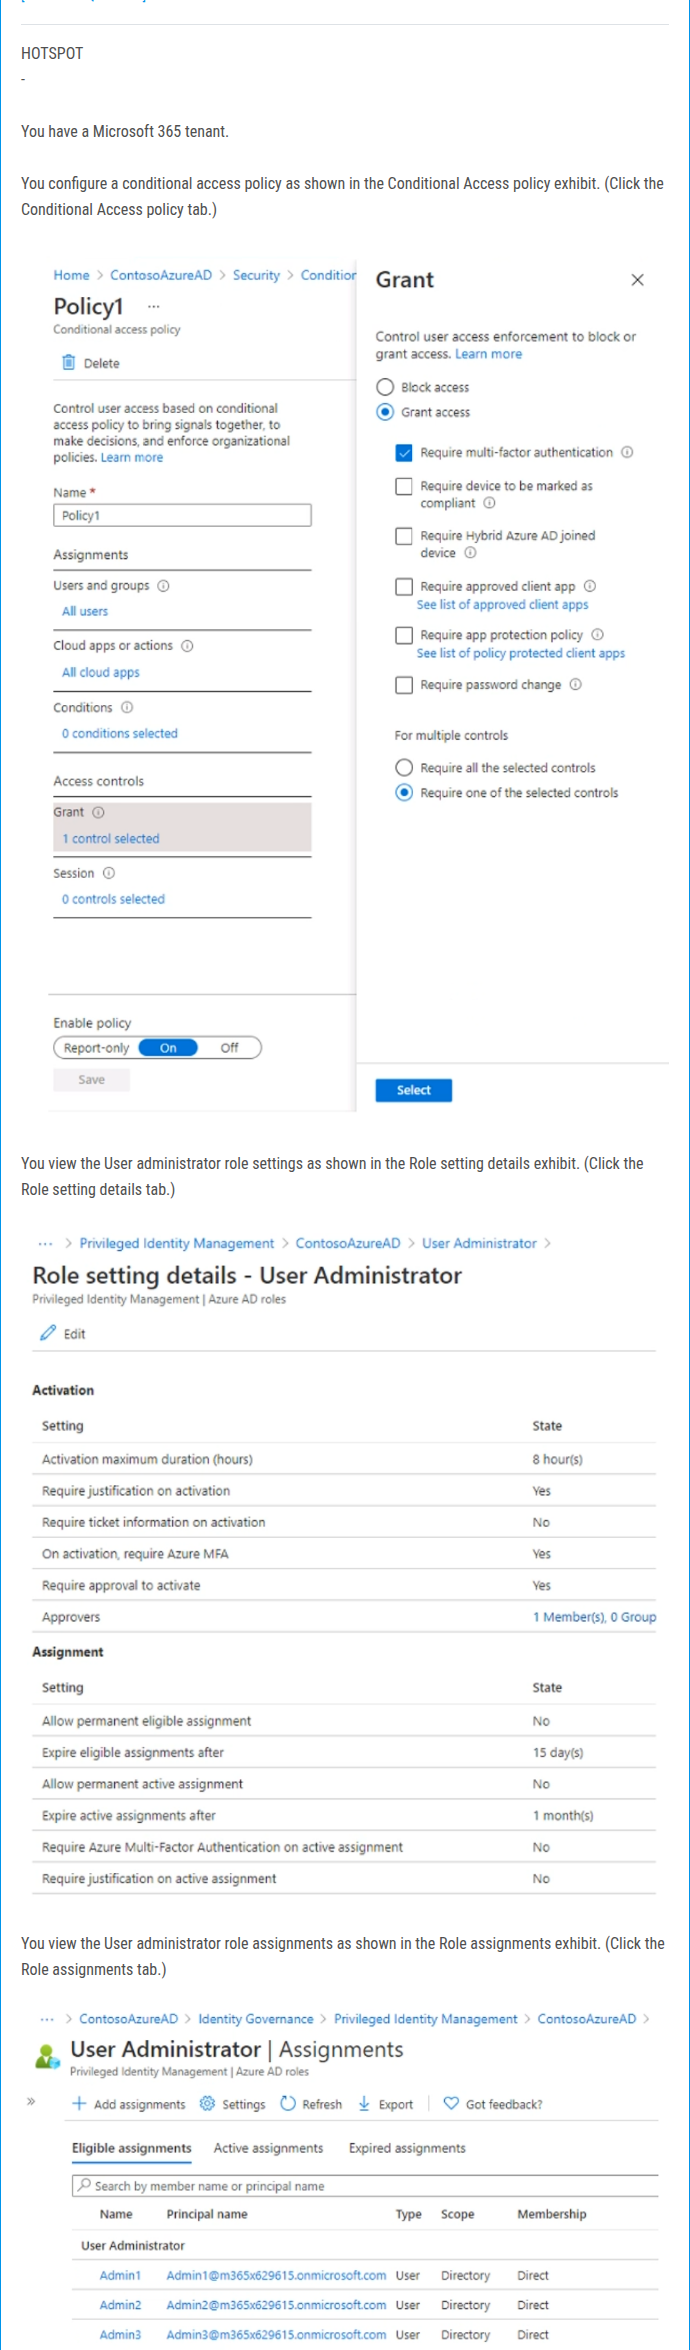 HOTSPOT
-
You have a Microsoft 365 tenant.
You configure a conditional access policy as shown in the Conditional Access policy exhibit. (Click the
Conditional Access policy tab.)
Home > ContosoAzureAD > Security > Condition
Policy1 ...
Conditional access policy
Delete
Control user access based on conditional
access policy to bring signals together, to
make decisions, and enforce organizational
policies. Learn more
Name *
Policy1
Assignments
Users and groups
All users
Cloud apps or actions
All cloud apps
Conditions
0 conditions selected
Access controls
Grant
1 control selected
Session
0 controls selected
Enable policy
Report-only On Off
Save
Grant
Control user access enforcement to block or
grant access. Learn more
Block access
Grant access
Require multi-factor authentication
Require device to be marked as
compliant
Require Hybrid Azure AD joined
device
Require approved client app
See list of approved client apps
Require app protection policy
See list of policy protected client apps
Require password change
For multiple controls
Require all the selected controls
Require one of the selected controls
Select
You view the User administrator role settings as shown in the Role setting details exhibit. (Click the
Role setting details tab.)
... > Privileged Identity Management > ContosoAzureAD > User Administrator >
Role setting details - User Administrator
Privileged Identity Management | Azure AD roles
Edit
Activation
Setting State
Activation maximum duration (hours) 8 hour(s)
Require justification on activation Yes
Require ticket information on activation No
On activation, require Azure MFA Yes
Require approval to activate Yes
Approvers 1 Member(s), 0 Group
Assignment
Setting State
Allow permanent eligible assignment No
Expire eligible assignments after 15 day(s)
Allow permanent active assignment No
Expire active assignments after 1 month(s)
Require Azure Multi-Factor Authentication on active assignment No
Require justification on active assignment No
You view the User administrator role assignments as shown in the Role assignments exhibit. (Click the
Role assignments tab.)
... > ContosoAzureAD > Identity Governance > Privileged Identity Management > ContosoAzureAD >
User Administrator | Assignments
Privileged Identity Management | Azure AD roles
» + Add assignments Settings Refresh Export Got feedback?
Eligible assignments Active assignments Expired assignments
Search by member name or principal name
Name Principal name Type Scope Membership
User Administrator
Admin1 Admin1@m365x629615.onmicrosoft.com User Directory Direct
Admin2 Admin2@m365x629615.onmicrosoft.com User Directory Direct
Admin3 Admin3@m365x629615.onmicrosoft.com User Directory Direct